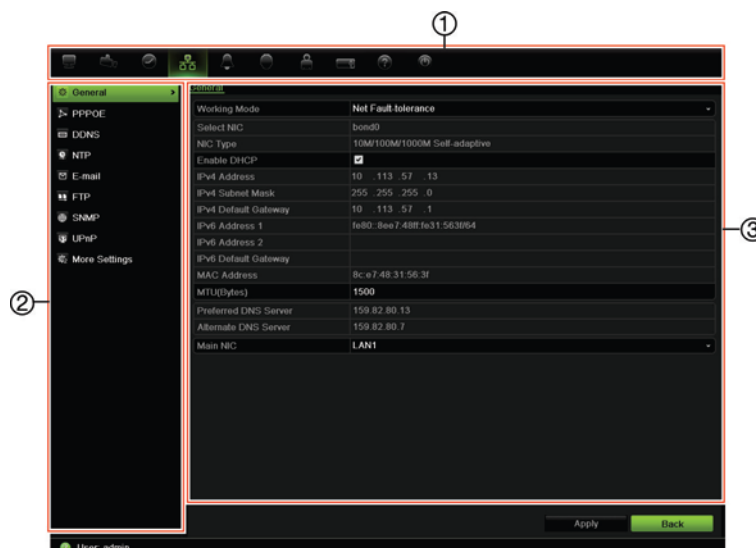 1
General
General
PPPOE
DDNS
NTP
E-mail
FTP
SNMP
UPnP
More Settings
Working Mode Net Fault-tolerance
Select NIC bond0
NIC Type 10M/100M/1000M Self-adaptive
Enable DHCP
IPv4 Address 10 .113 .57 .13
IPv4 Subnet Mask 255 .255 .255 .0
IPv4 Default Gateway 10 .113 .57 .1
IPv6 Address 1 fe80::8ee7:48ff:fe31:563f/64
IPv6 Address 2
IPv6 Default Gateway
MAC Address 8c:e7:48:31:56:3f
MTU(Bytes) 1500
Preferred DNS Server 159.82.80.13
Alternate DNS Server 159.82.80.7
Main NIC LAN1
2
3
Apply Back
User: admin